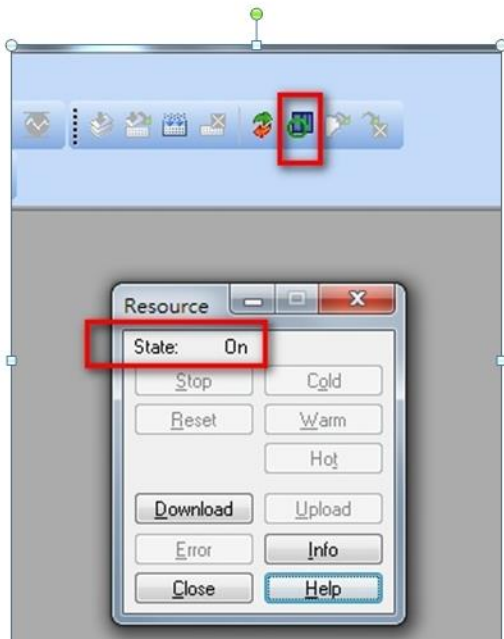 Resource
State: On
Stop Cold
Reset Warm
Hot
Download Upload
Error Info
Close Help